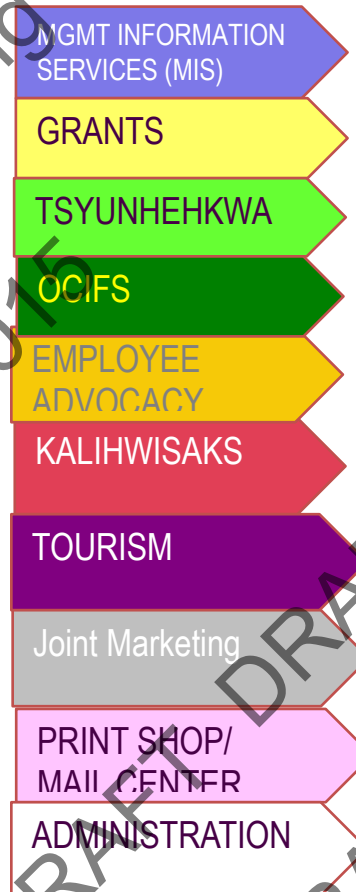 MGMT INFORMATION
SERVICES (MIS)
GRANTS
TSYUNHEHKWA
OCIFS
EMPLOYEE
ADVOCACY
KALIHWISAKS
TOURISM
Joint Marketing
PRINT SHOP/
MAIL CENTER
ADMINISTRATION
DRAFT